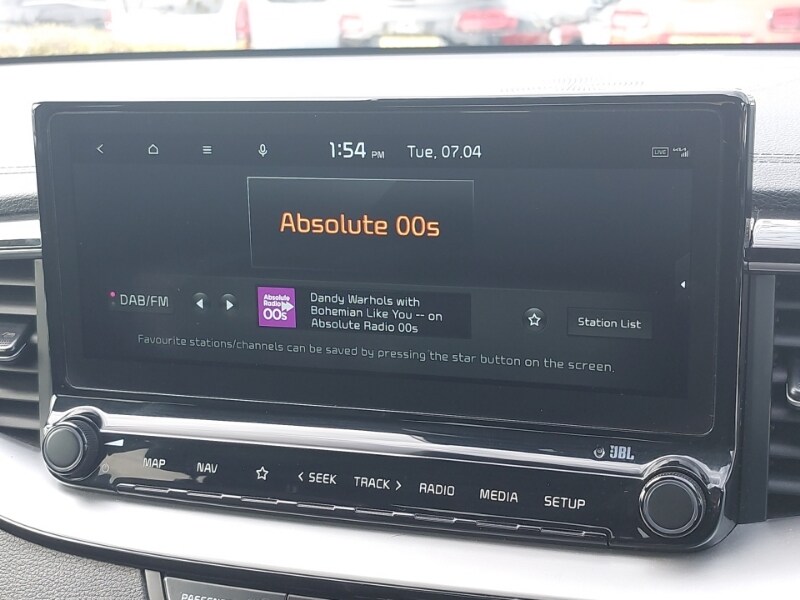 1:54 PM Tue, 07.04 LIVE
Absolute 00s
DAB/FM
Absolute
Radio
00s
Dandy Warhols with
Bohemian Like You -- on
Absolute Radio 00s
Station List
Favourite stations/channels can be saved by pressing the star button on the screen.
JBL
MAP NAV < SEEK TRACK > RADIO MEDIA SETUP